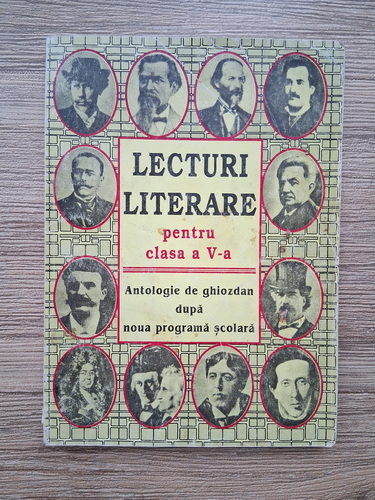 LECTURI
LITERARE
pentru
clasa a V-a
Antologie de ghiozdan
după
noua programă școlară